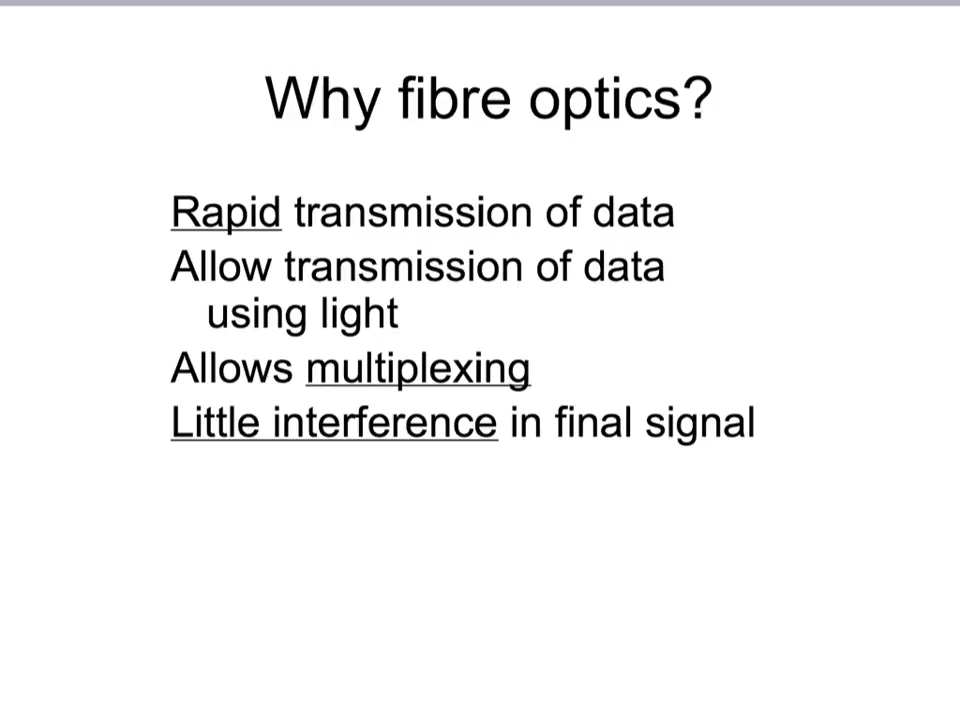 Why fibre optics?
Rapid transmission of data
Allow transmission of data
using light
Allows multiplexing
Little interference in final signal